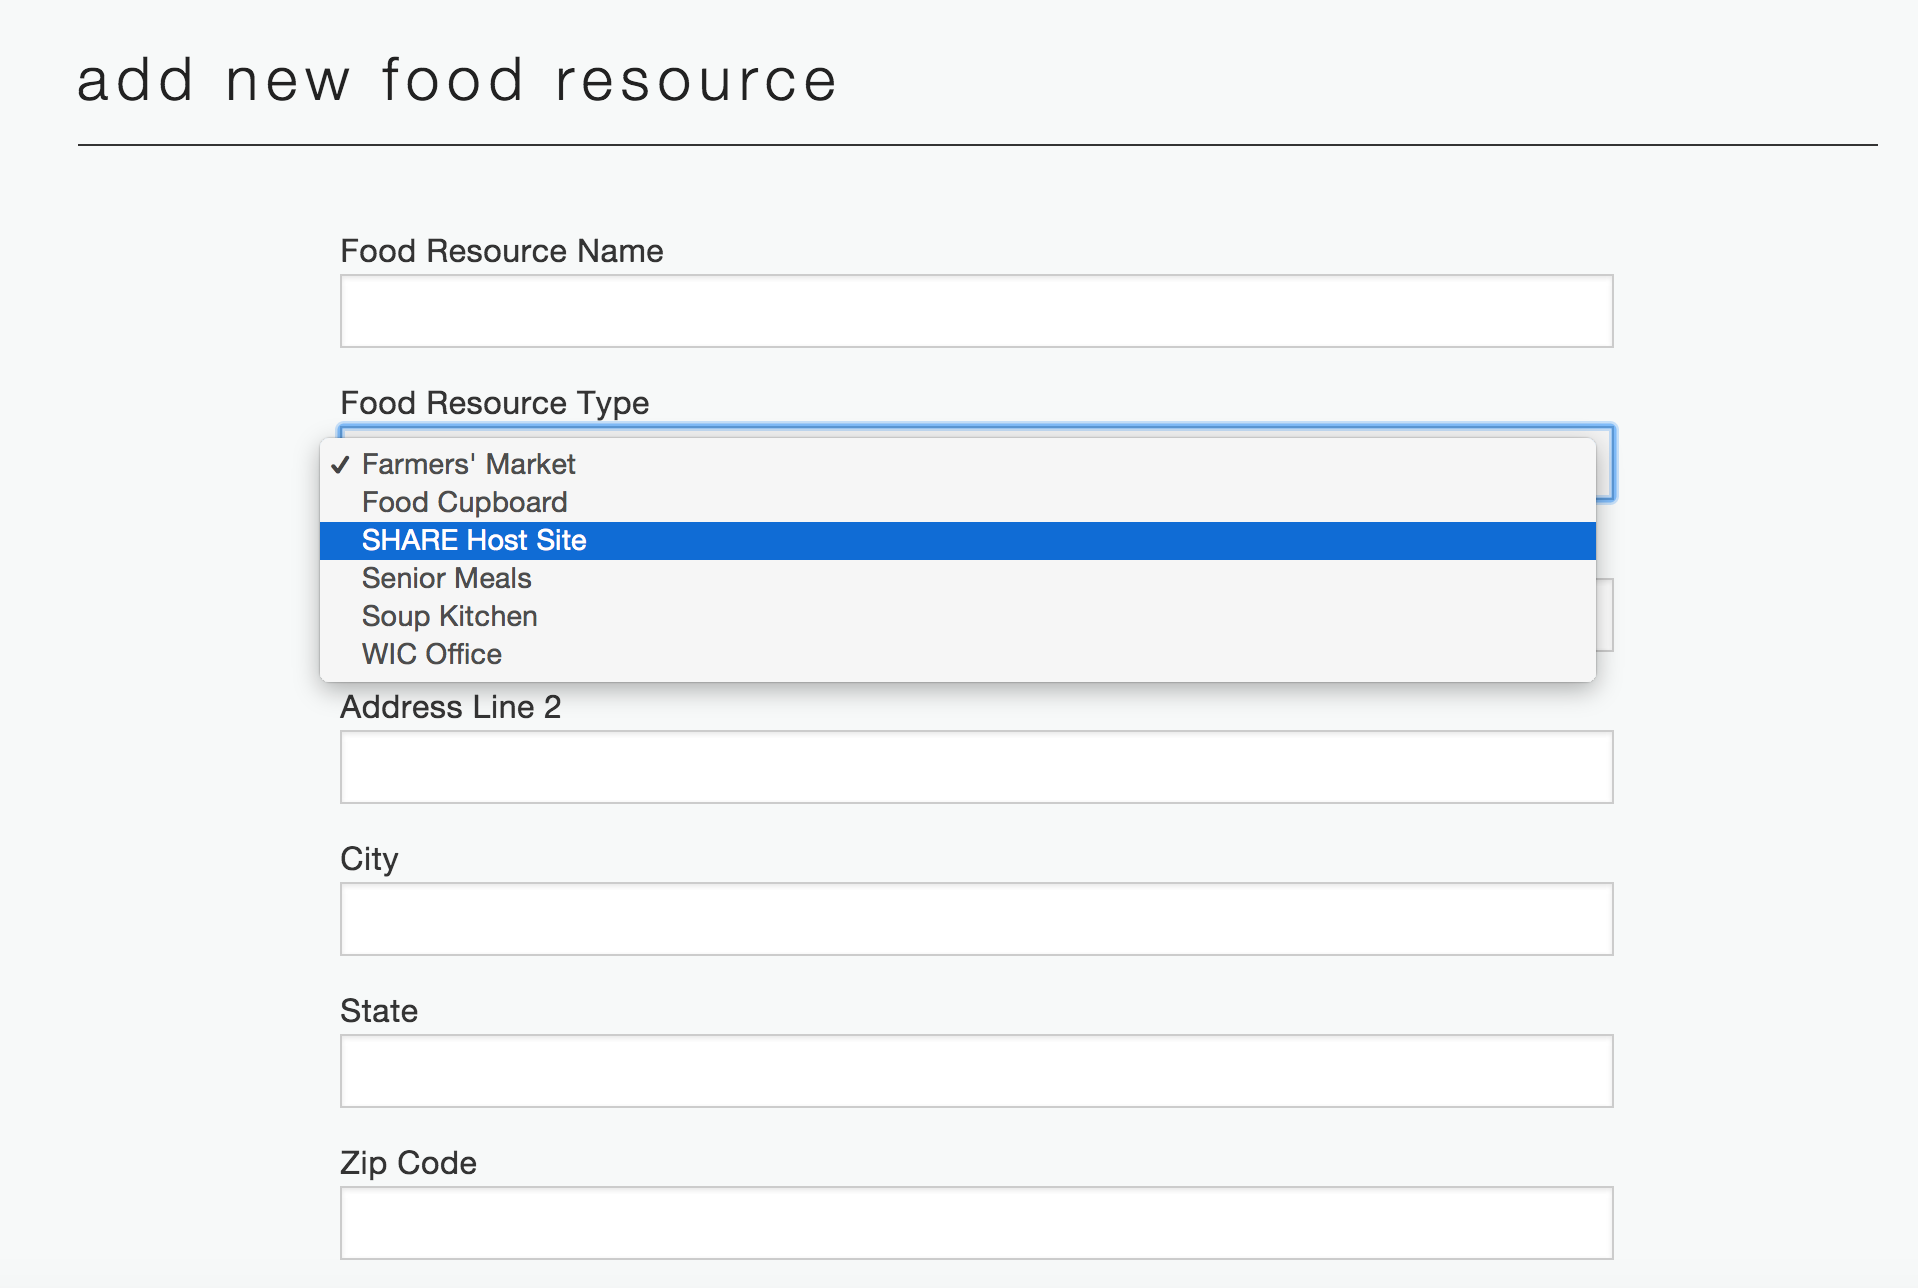 add new food resource
Food Resource Name
Food Resource Type
✓ Farmers' Market
Food Cupboard
SHARE Host Site
Senior Meals
Soup Kitchen
WIC Office
Address Line 2
City
State
Zip Code